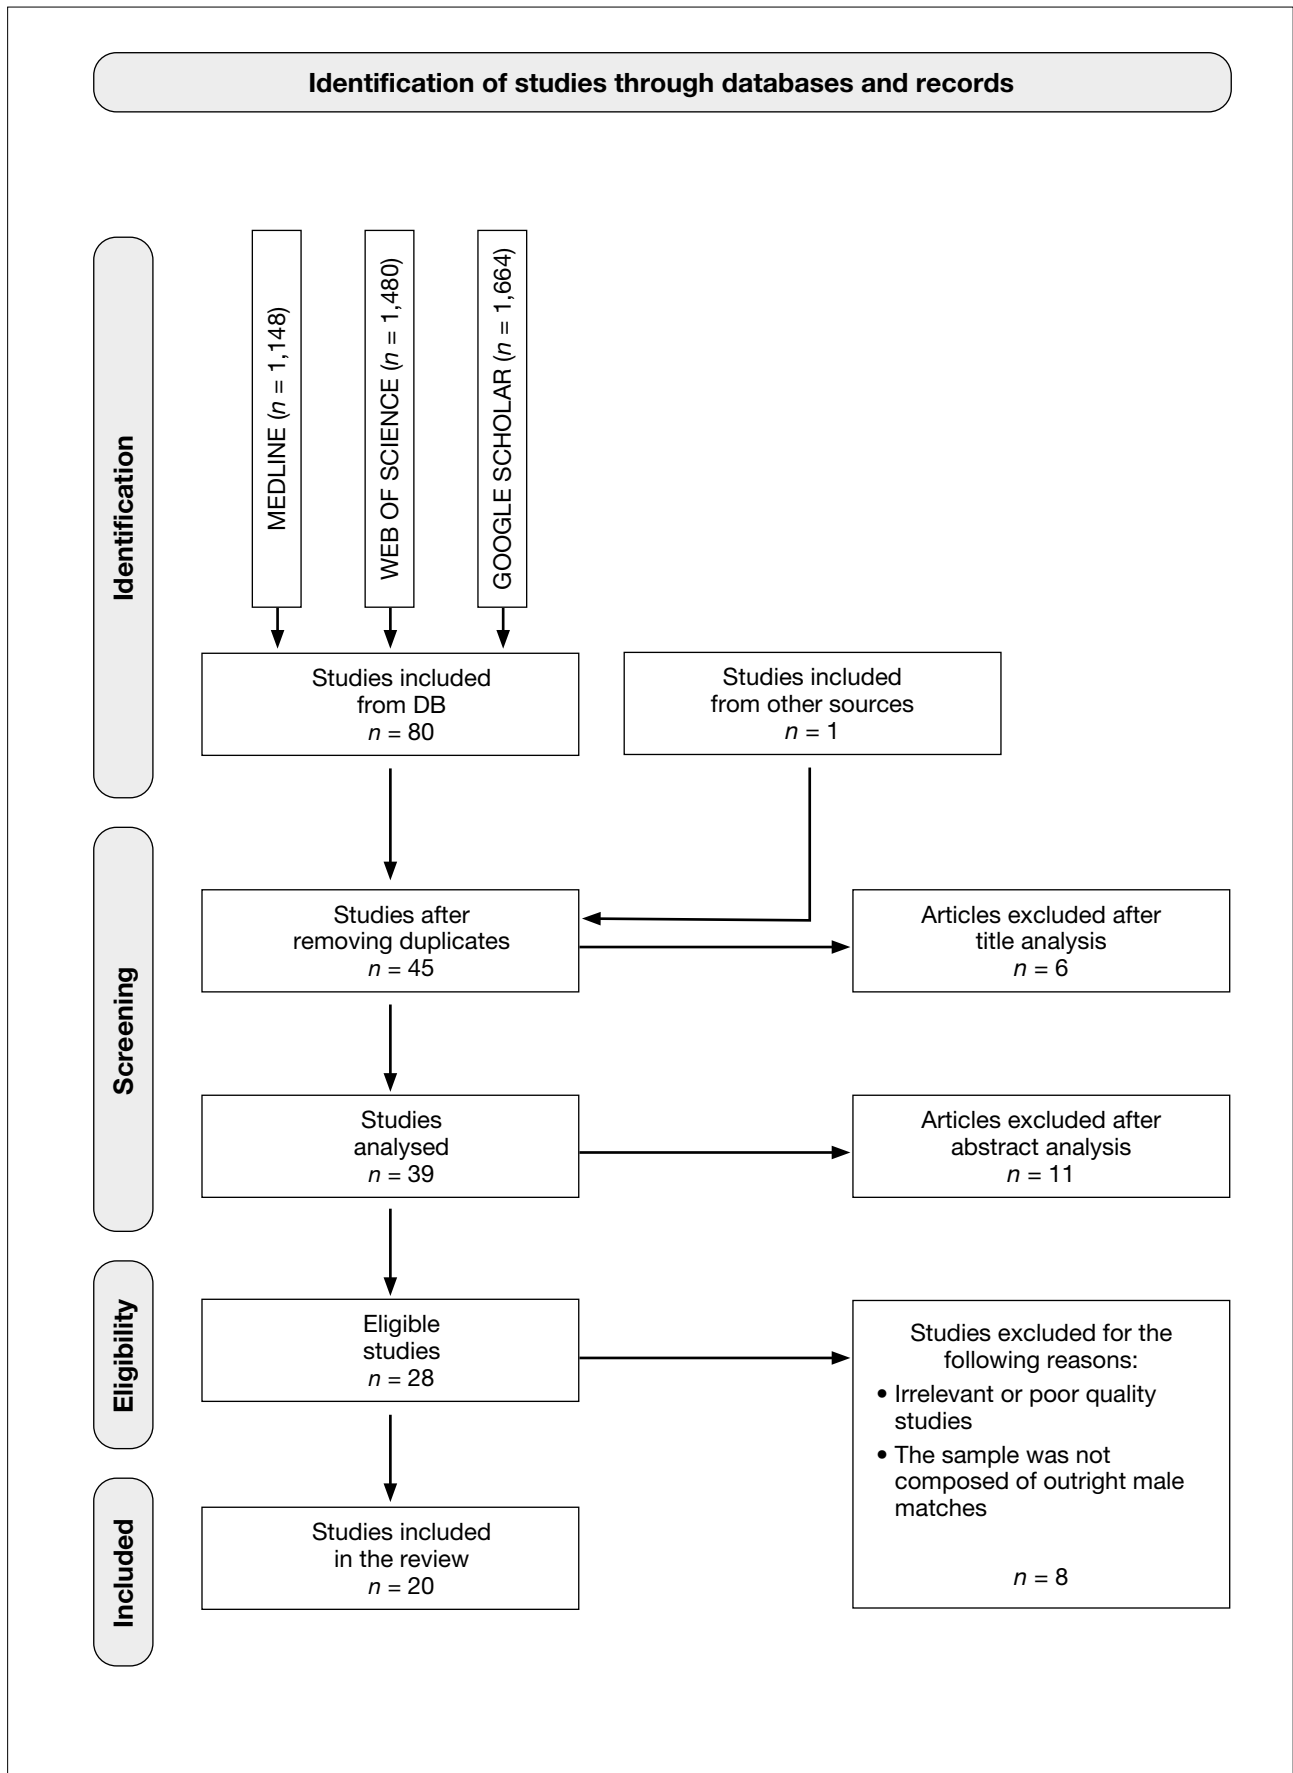 Identification of studies through databases and records
Identification
MEDLINE (n = 1,148)
WEB OF SCIENCE (n = 1,480)
GOOGLE SCHOLAR (n = 1,664)
Studies included
from DB
n = 80
Studies included
from other sources
n = 1
Screening
Studies after
removing duplicates
n = 45
Articles excluded after
title analysis
n = 6
Studies
analysed
n = 39
Articles excluded after
abstract analysis
n = 11
Eligibility
Eligible
studies
n = 28
Studies excluded for the
following reasons:
• Irrelevant or poor quality
studies
• The sample was not
composed of outright male
matches
n = 8
Included
Studies included
in the review
n = 20